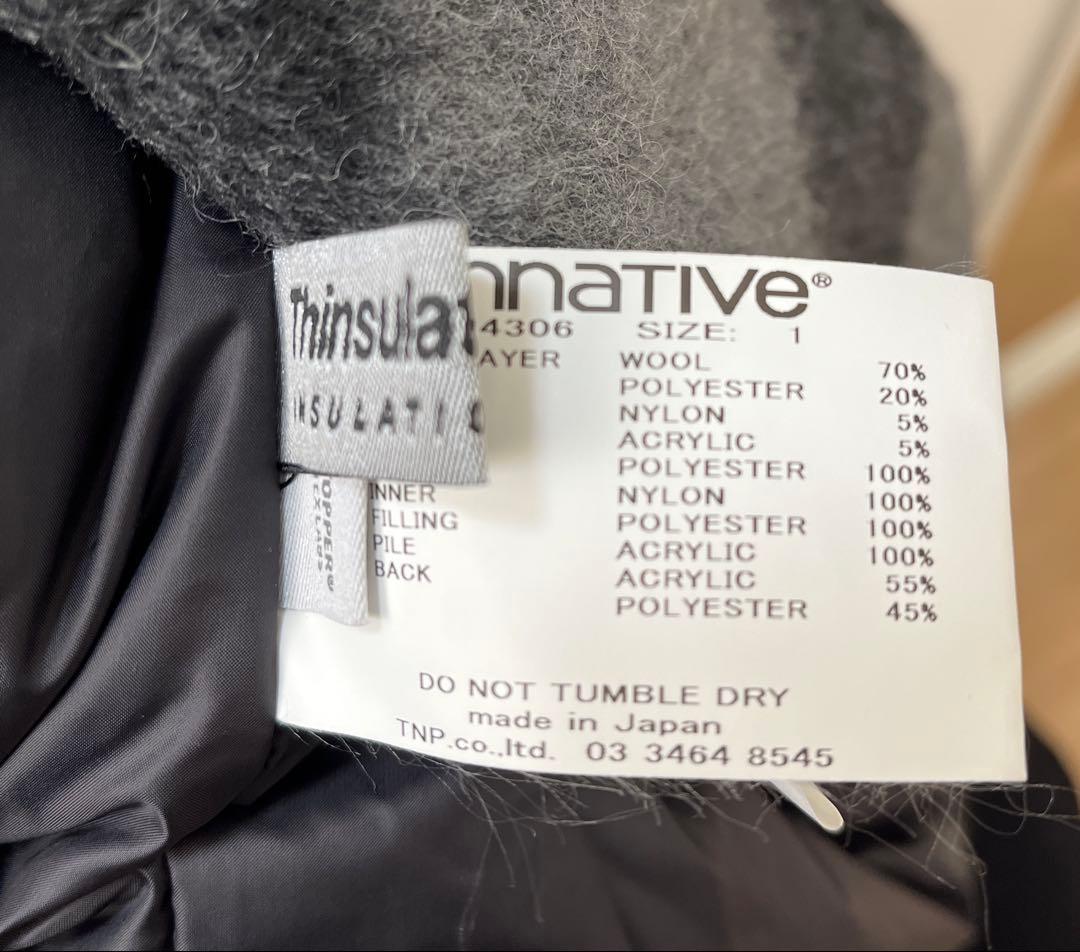 Thinsulat
INSULATI
nnaTIVe®
4306 SIZE: 1
AYER WOOL 70%
POLYESTER 20%
NYLON 5%
ACRYLIC 5%
POLYESTER 100%
INNER NYLON 100%
FILLING POLYESTER 100%
PILE ACRYLIC 100%
BACK ACRYLIC 55%
POLYESTER 45%
OPPER®
DO NOT TUMBLE DRY
made in Japan
TNP.co.,ltd. 03 3464 8545